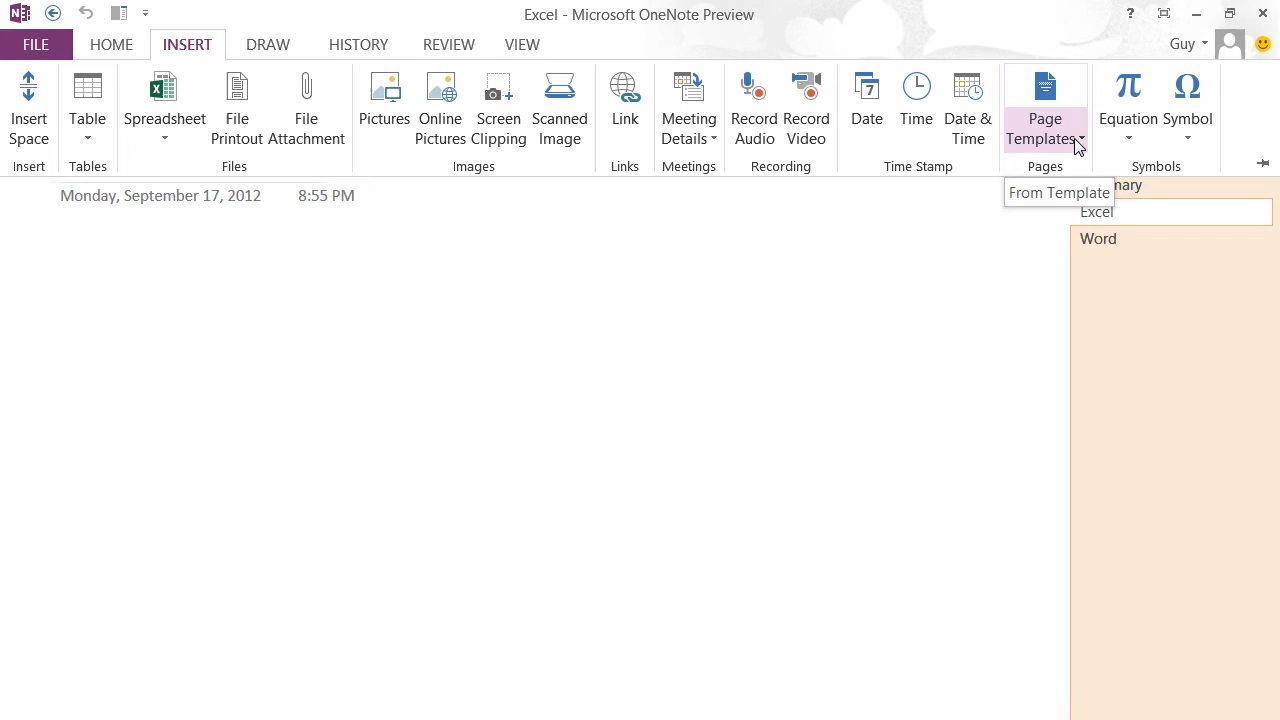 Excel - Microsoft OneNote Preview
?
FILE HOME INSERT DRAW HISTORY REVIEW VIEW
Guy
Insert Space
Table
Spreadsheet
File Printout
File Attachment
Pictures
Online Pictures
Screen Clipping
Scanned Image
Link
Meeting Details
Record Audio
Record Video
Date
Time
Date & Time
Page Templates
Equation
Symbol
Insert Tables Files Images Links Meetings Recording Time Stamp Pages Symbols
Monday, September 17, 2012 8:55 PM
From Template
mary
Excel
Word